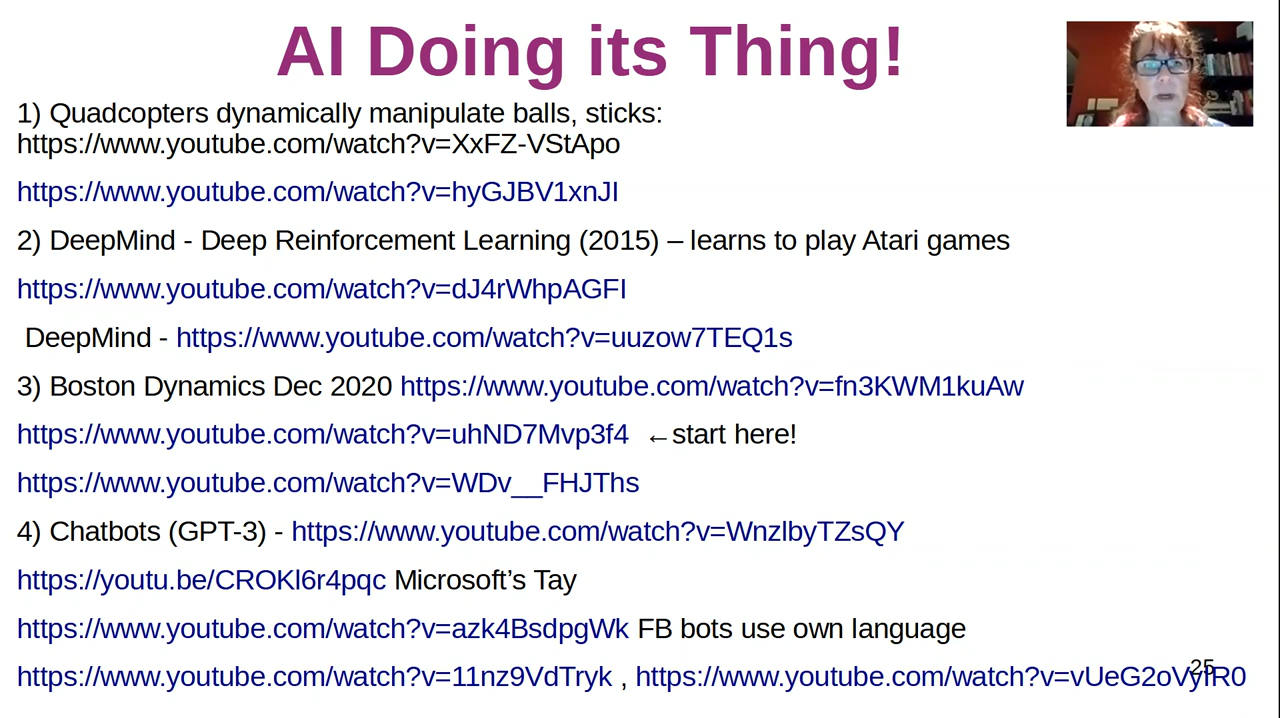 AI Doing its Thing!
1) Quadcopters dynamically manipulate balls, sticks:
https://www.youtube.com/watch?v=XxFZ-VStApo
https://www.youtube.com/watch?v=hyGJBV1xnJI
2) DeepMind - Deep Reinforcement Learning (2015) – learns to play Atari games
https://www.youtube.com/watch?v=dJ4rWhpAGFI
DeepMind - https://www.youtube.com/watch?v=uuzow7TEQ1s
3) Boston Dynamics Dec 2020 https://www.youtube.com/watch?v=fn3KWM1kuAw
https://www.youtube.com/watch?v=uhND7Mvp3f4 ←start here!
https://www.youtube.com/watch?v=WDv__FHJThs
4) Chatbots (GPT-3) - https://www.youtube.com/watch?v=WnzlbyTZsQY
https://youtu.be/CROKl6r4pqc Microsoft’s Tay
https://www.youtube.com/watch?v=azk4BsdpgWk FB bots use own language
https://www.youtube.com/watch?v=11nz9VdTryk , https://www.youtube.com/watch?v=vUeG2oVyfR0
25